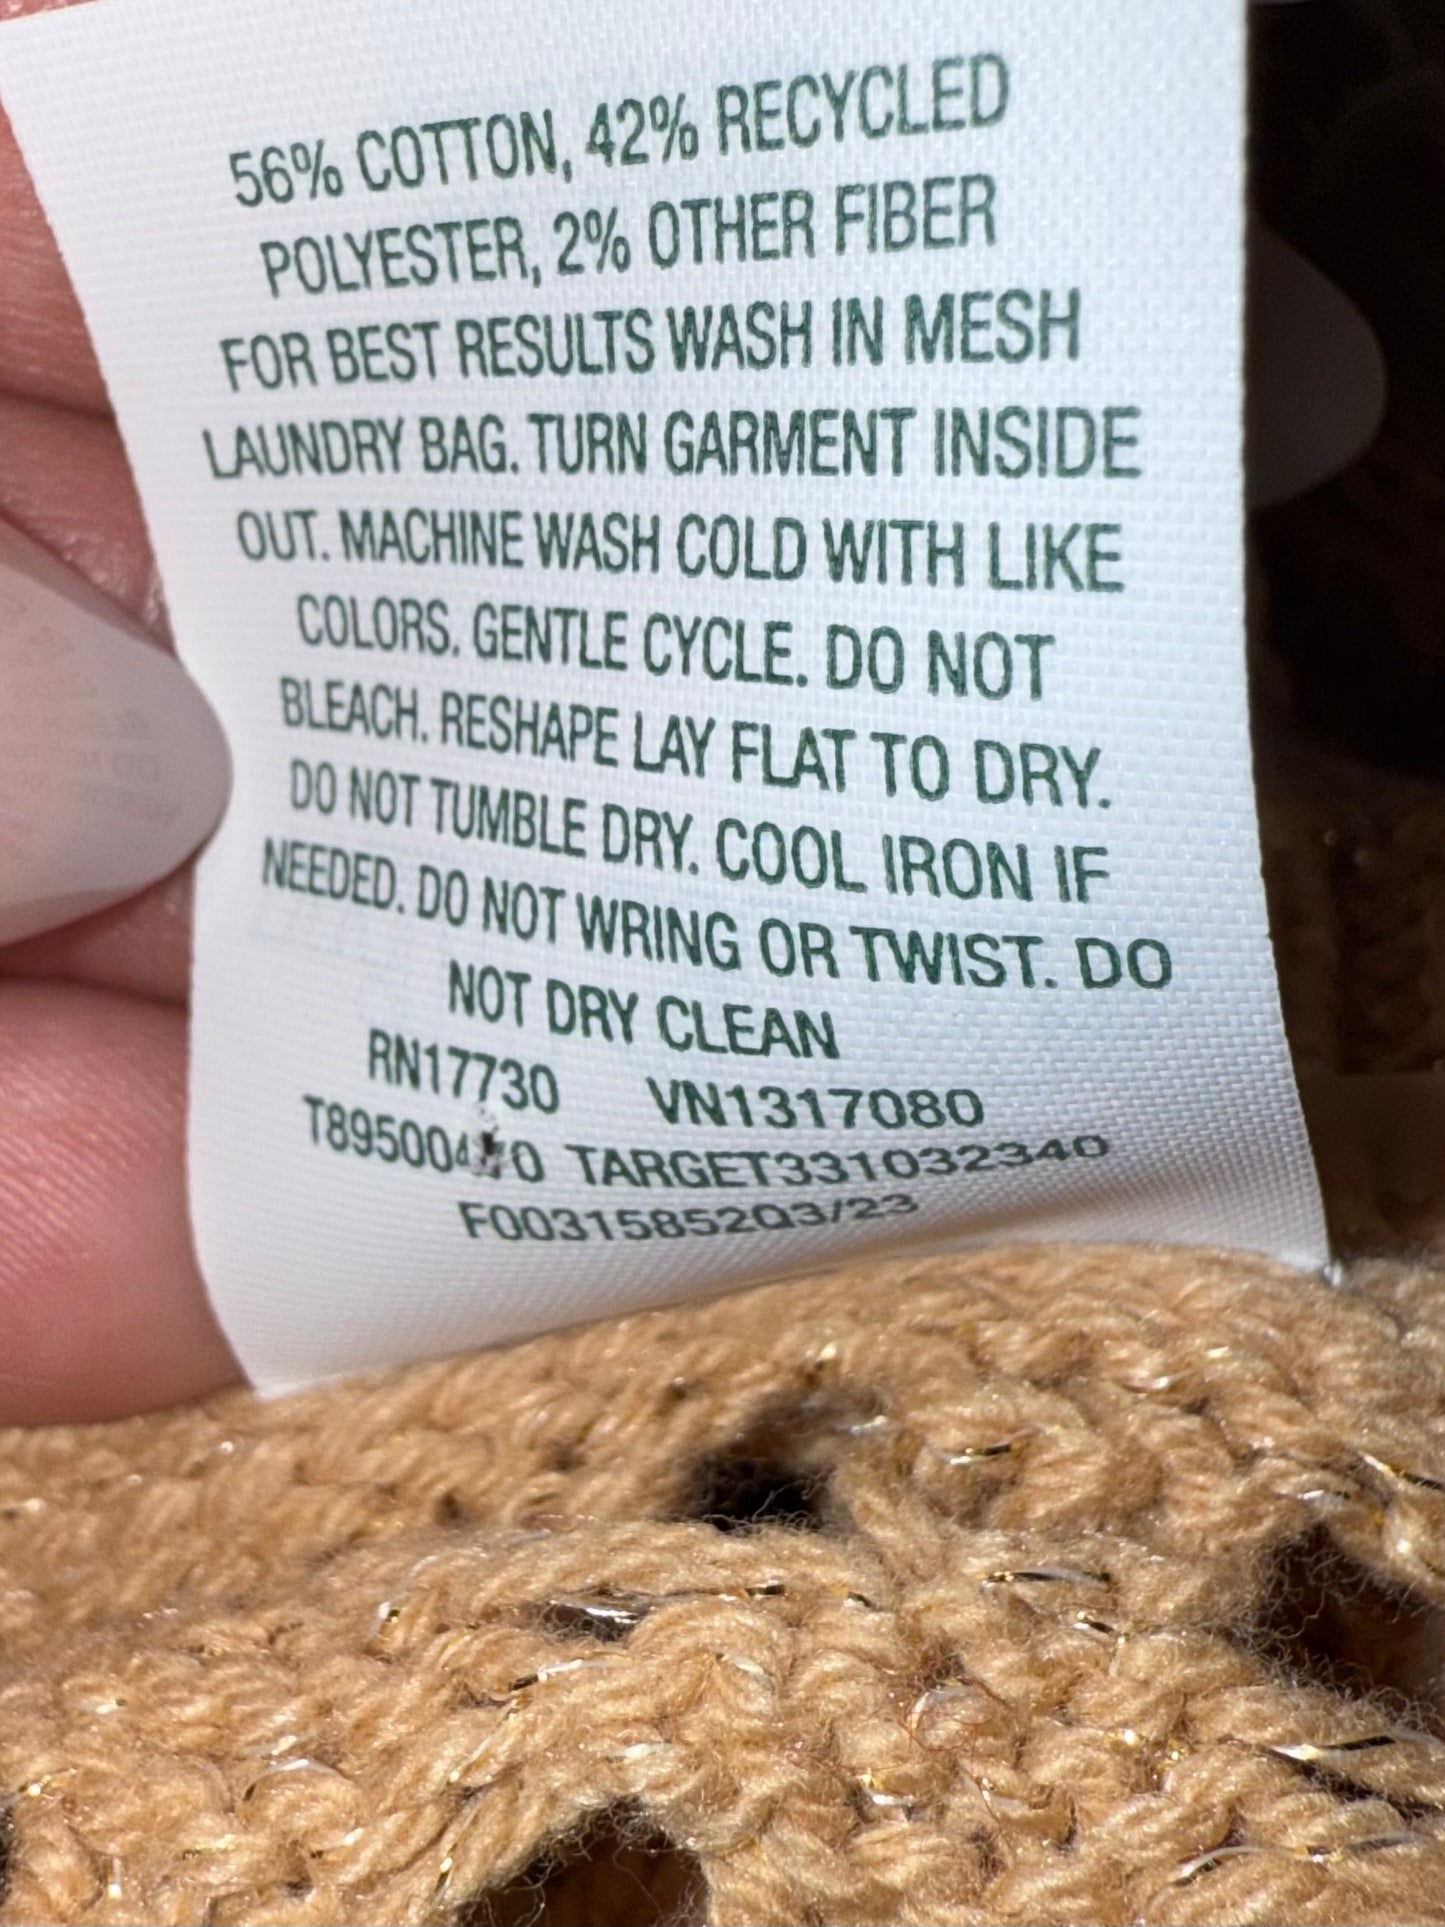 56% COTTON, 42% RECYCLED
POLYESTER, 2% OTHER FIBER
FOR BEST RESULTS WASH IN MESH
LAUNDRY BAG. TURN GARMENT INSIDE
OUT. MACHINE WASH COLD WITH LIKE
COLORS. GENTLE CYCLE. DO NOT
BLEACH. RESHAPE LAY FLAT TO DRY.
DO NOT TUMBLE DRY. COOL IRON IF
NEEDED. DO NOT WRING OR TWIST. DO
NOT DRY CLEAN
RN17730 VN1317080
TARGET331032340
F00315852Q3/23